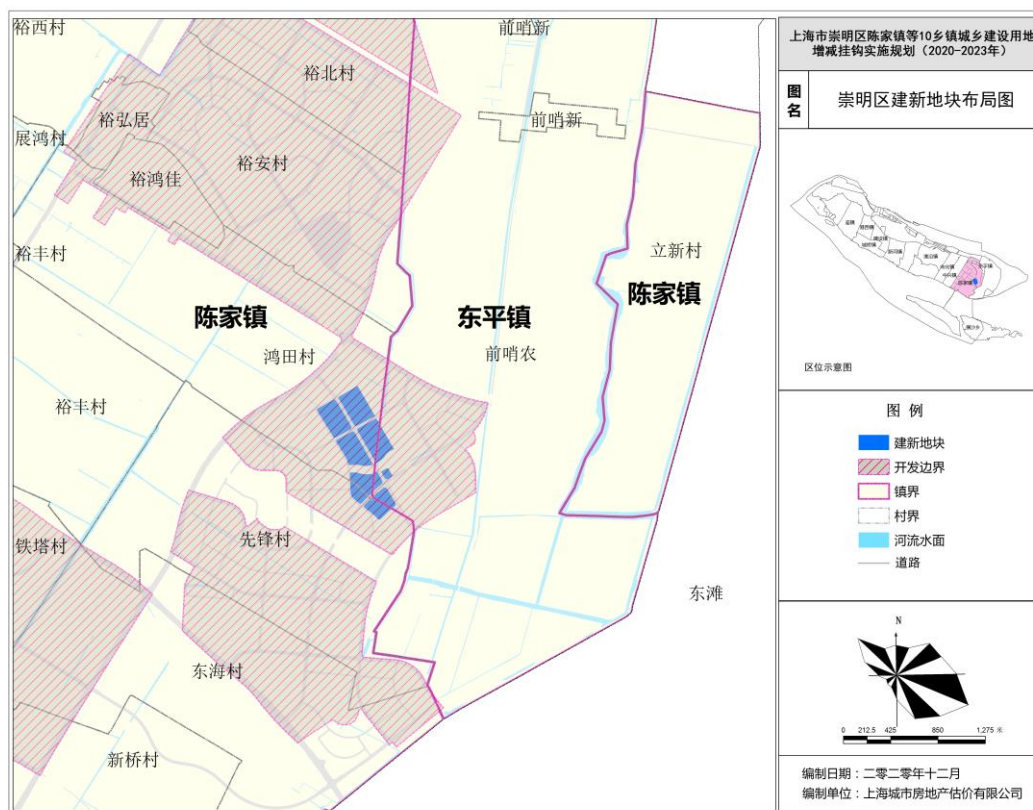 裕西村
前哨新
裕北村
裕弘居
展鸿村
前哨新
裕安村
裕鸿佳
裕丰村
立新村
陈家镇
东平镇
陈家镇
鸿田村
前哨农
裕丰村
先锋村
铁塔村
东滩
东海村
新桥村
上海市崇明区陈家镇等10乡镇城乡建设用地
增减挂钩实施规划（2020-2023年）
图名
崇明区建新地块布局图
区位示意图
图 例
建新地块
开发边界
镇界
村界
河流水面
道路
N
0 212.5 425 850 1,275 米
编制日期：二零二零年十二月
编制单位：上海城市房地产估价有限公司